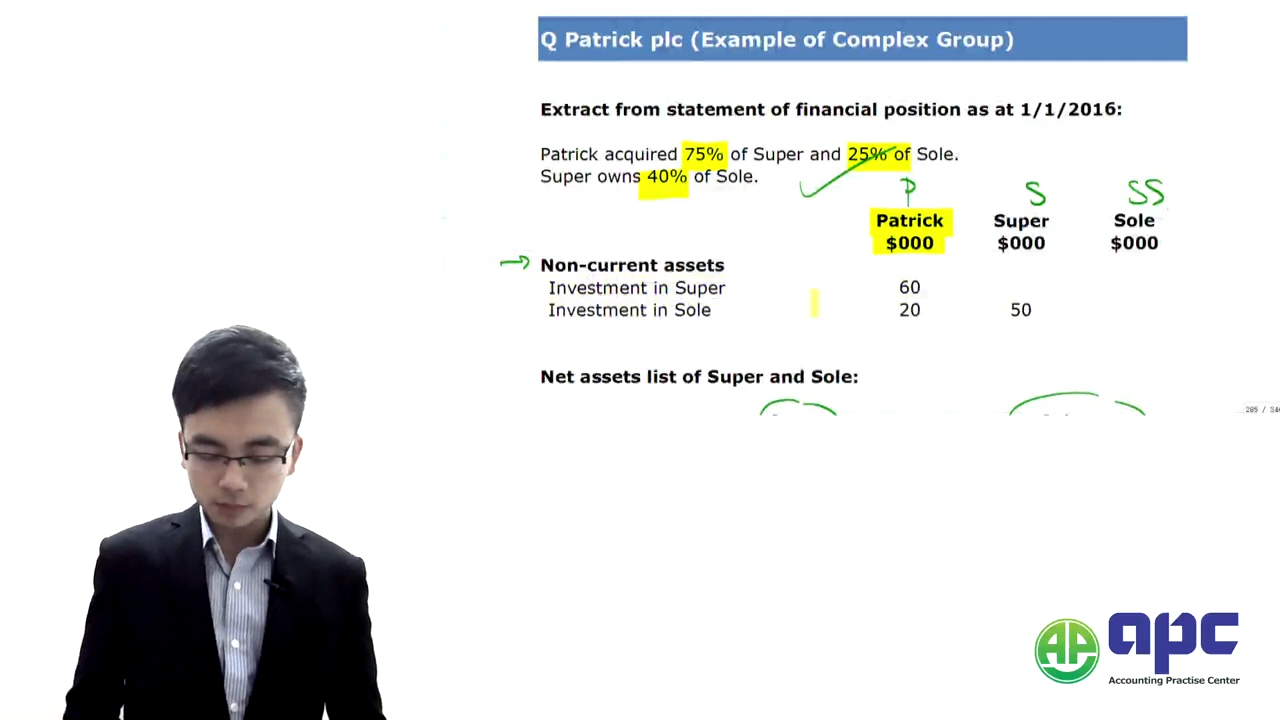 Q Patrick plc (Example of Complex Group)
Extract from statement of financial position as at 1/1/2016:
Patrick acquired 75% of Super and 25% of Sole.
Super owns 40% of Sole.
P S SS
Patrick Super Sole
$000 $000 $000
Non-current assets
Investment in Super 60
Investment in Sole 20 50
Net assets list of Super and Sole:
AP apc
Accounting Practise Center